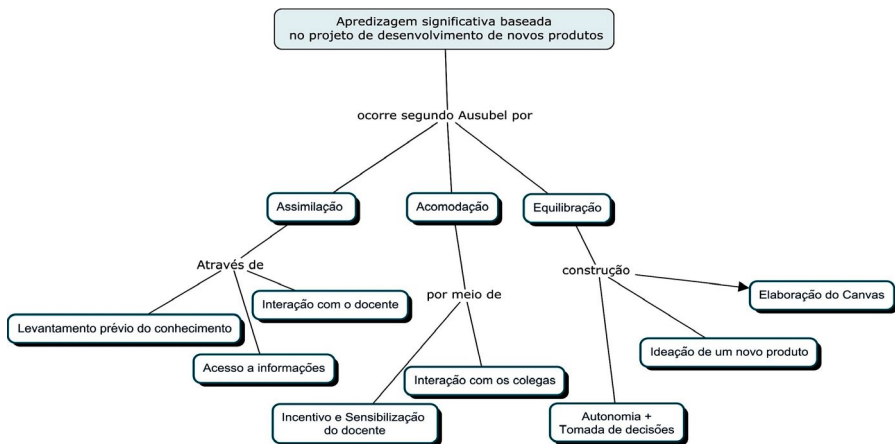 Apredizagem significativa baseada
no projeto de desenvolvimento de novos produtos
ocorre segundo Ausubel por
Assimilação
Acomodação
Equilibração
Através de
construção
Interação com o docente
por meio de
Elaboração do Canvas
Levantamento prévio do conhecimento
Acesso a informações
Ideação de um novo produto
Interação com os colegas
Incentivo e Sensibilização
do docente
Autonomia +
Tomada de decisões